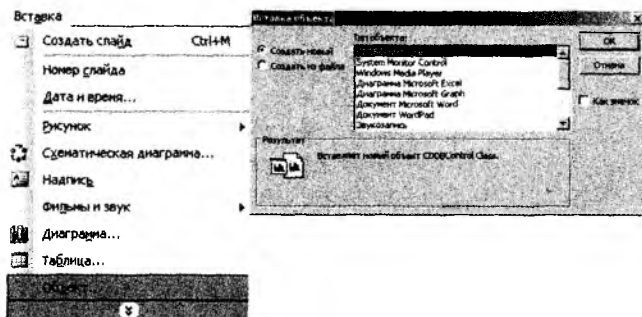 Вставка
Создать слайд Ctrl+M
Номер слайда
Дата и время...
Рисунок
Схематическая диаграмма...
Надпись
Фильмы и звук
Диаграмма...
Таблица...
Объект...
Вставка объекта
Тип объекта:
Создать новый
Создать из файла
System Monitor Control
Windows Media Player
Диаграмма Microsoft Excel
Диаграмма Microsoft Graph
Документ Microsoft Word
Документ WordPad
Звукозапись
ОК
Отмена
Как значок
Результат
Вставляет новый объект CDDBControl Class.